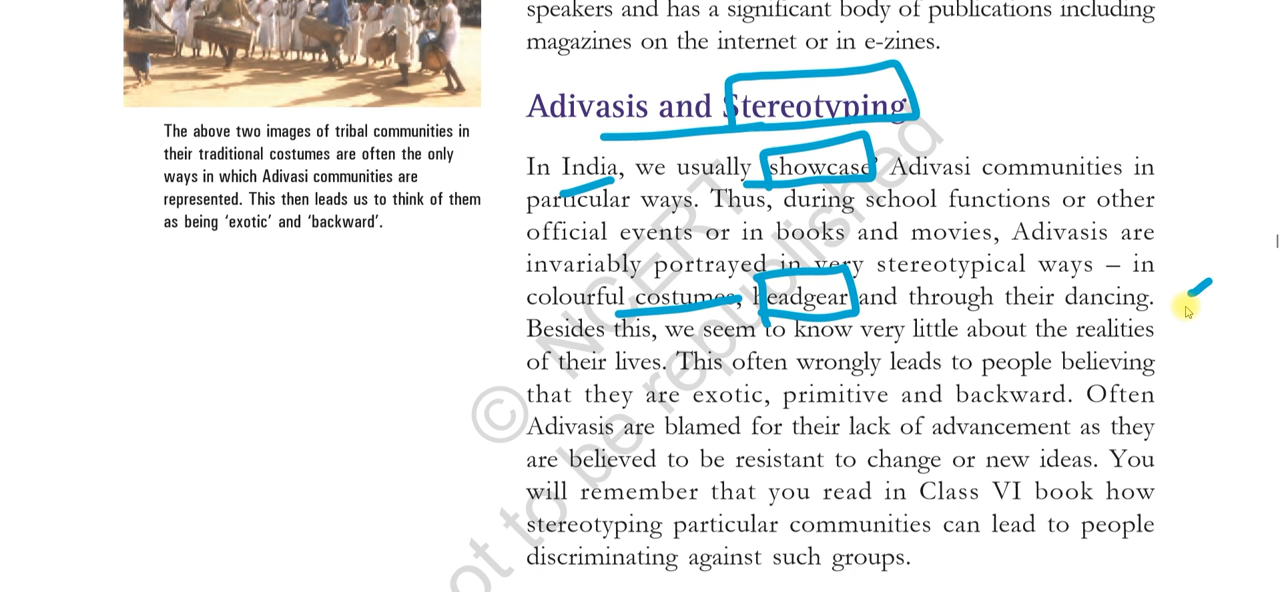 speakers and has a significant body of publications including
magazines on the internet or in e-zines.
The above two images of tribal communities in
their traditional costumes are often the only
ways in which Adivasi communities are
represented. This then leads us to think of them
as being ‘exotic’ and ‘backward’.
Adivasis and Stereotyping
In India, we usually ‘showcase’ Adivasi communities in
particular ways. Thus, during school functions or other
official events or in books and movies, Adivasis are
invariably portrayed in very stereotypical ways – in
colourful costumes, headgear and through their dancing.
Besides this, we seem to know very little about the realities
of their lives. This often wrongly leads to people believing
that they are exotic, primitive and backward. Often
Adivasis are blamed for their lack of advancement as they
are believed to be resistant to change or new ideas. You
will remember that you read in Class VI book how
stereotyping particular communities can lead to people
discriminating against such groups.
© NCERT
not to be republished